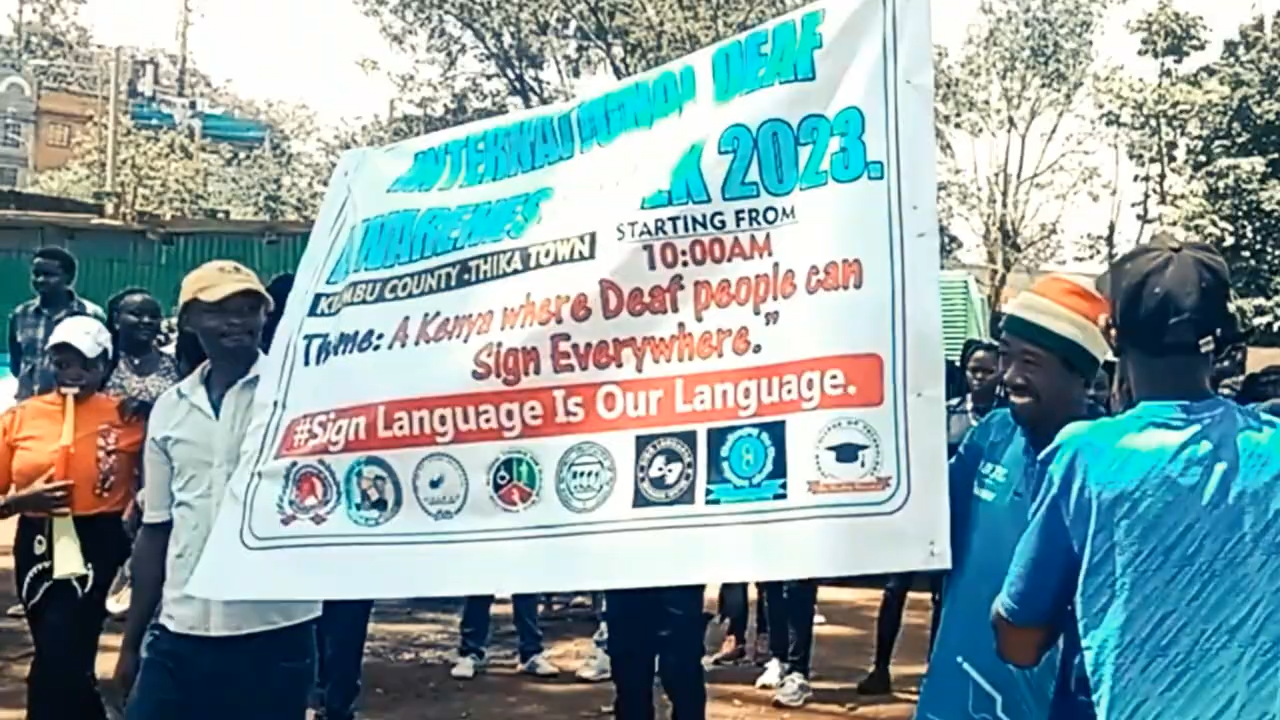 INTERNATIONAL DEAF
AWARENES 2023.
STARTING FROM
KIAMBU COUNTY -THIKA TOWN
10:00AM
Theme: A Kenya where Deaf people can
Sign Everywhere."
#Sign Language Is Our Language.